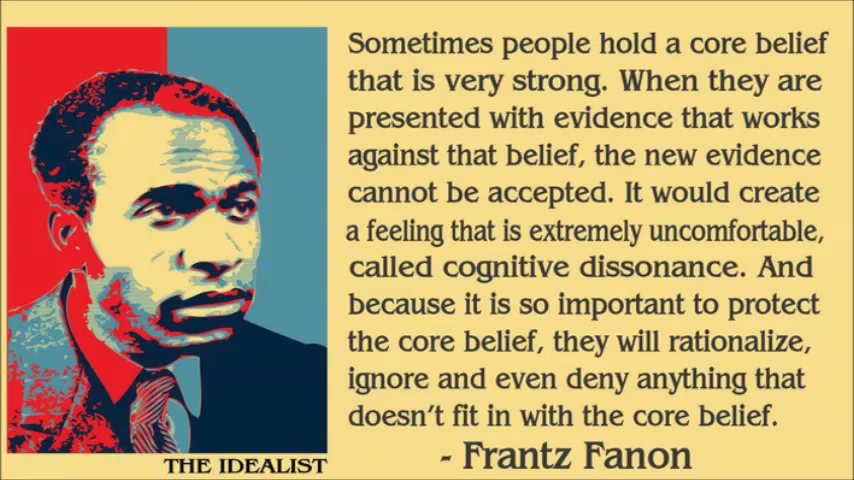 Sometimes people hold a core belief
that is very strong. When they are
presented with evidence that works
against that belief, the new evidence
cannot be accepted. It would create
a feeling that is extremely uncomfortable,
called cognitive dissonance. And
because it is so important to protect
the core belief, they will rationalize,
ignore and even deny anything that
doesn't fit in with the core belief.
- Frantz Fanon
THE IDEALIST